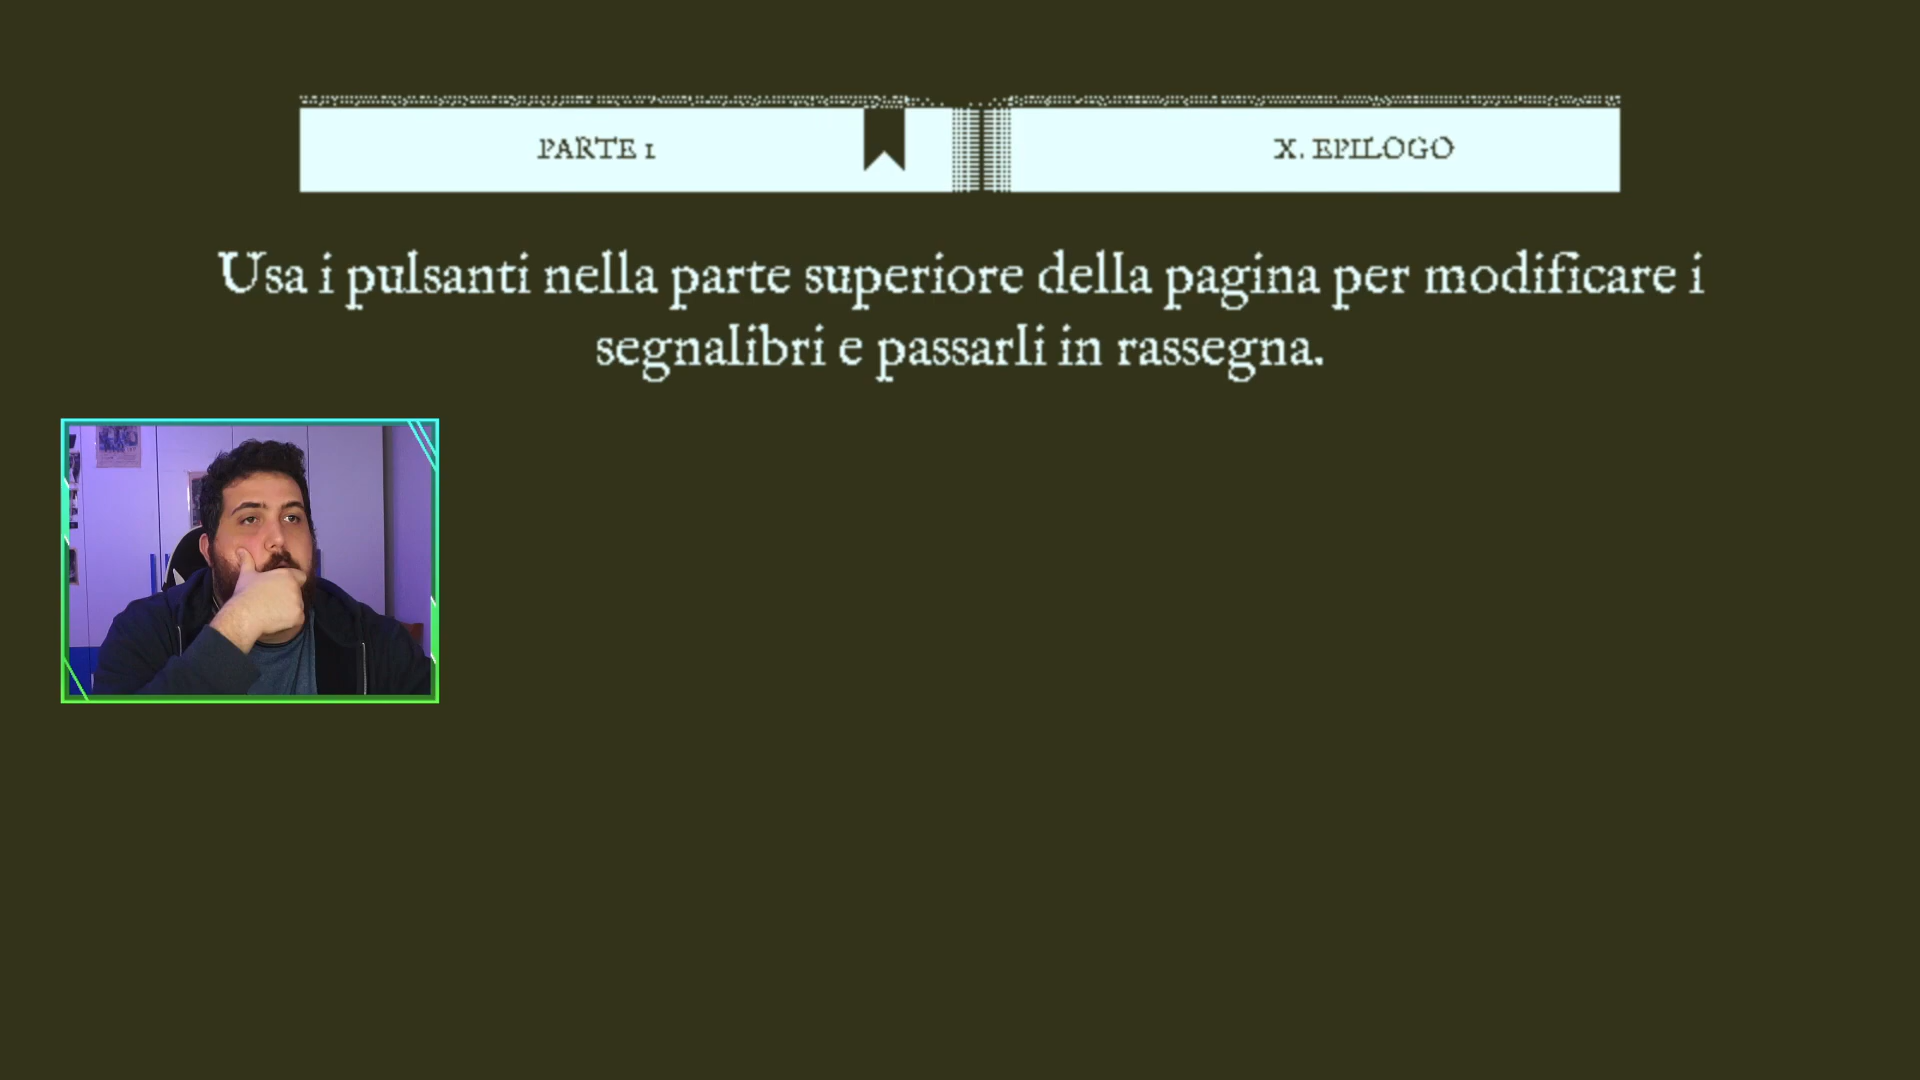 PARTE 1
X. EPILOGO
Usa i pulsanti nella parte superiore della pagina per modificare i
segnalibri e passarli in rassegna.